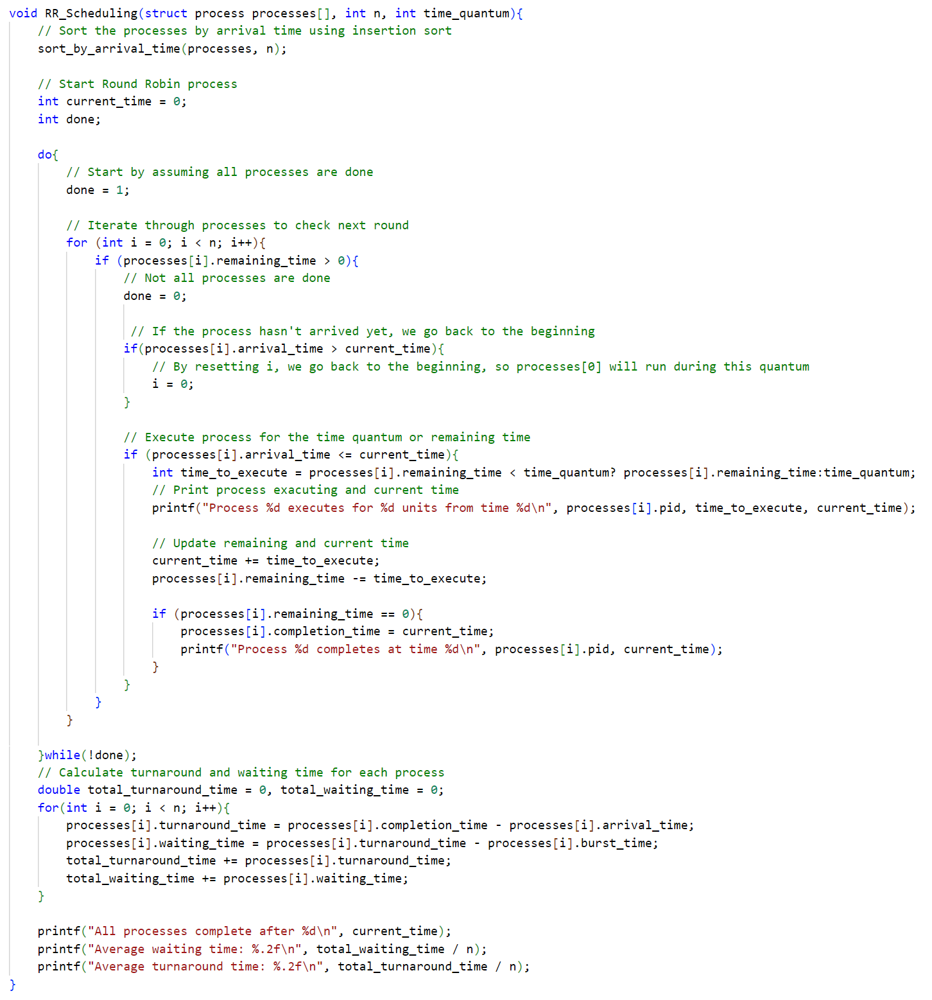 void RR_Scheduling(struct process processes[], int n, int time_quantum){
    // Sort the processes by arrival time using insertion sort
    sort_by_arrival_time(processes, n);

    // Start Round Robin process
    int current_time = 0;
    int done;

    do{
        // Start by assuming all processes are done
        done = 1;

        // Iterate through processes to check next round
        for (int i = 0; i < n; i++){
            if (processes[i].remaining_time > 0){
                // Not all processes are done
                done = 0;

                 // If the process hasn't arrived yet, we go back to the beginning
                if(processes[i].arrival_time > current_time){
                    // By resetting i, we go back to the beginning, so processes[0] will run during this quantum
                    i = 0;
                }

                // Execute process for the time quantum or remaining time
                if (processes[i].arrival_time <= current_time){
                    int time_to_execute = processes[i].remaining_time < time_quantum? processes[i].remaining_time:time_quantum;
                    // Print process exacuting and current time
                    printf("Process %d executes for %d units from time %d\n", processes[i].pid, time_to_execute, current_time);

                    // Update remaining and current time
                    current_time += time_to_execute;
                    processes[i].remaining_time -= time_to_execute;

                    if (processes[i].remaining_time == 0){
                        processes[i].completion_time = current_time;
                        printf("Process %d completes at time %d\n", processes[i].pid, current_time);
                    }
                }
            }
        }

    }while(!done);
    // Calculate turnaround and waiting time for each process
    double total_turnaround_time = 0, total_waiting_time = 0;
    for(int i = 0; i < n; i++){
        processes[i].turnaround_time = processes[i].completion_time - processes[i].arrival_time;
        processes[i].waiting_time = processes[i].turnaround_time - processes[i].burst_time;
        total_turnaround_time += processes[i].turnaround_time;
        total_waiting_time += processes[i].waiting_time;
    }

    printf("All processes complete after %d\n", current_time);
    printf("Average waiting time: %.2f\n", total_waiting_time / n);
    printf("Average turnaround time: %.2f\n", total_turnaround_time / n);
}